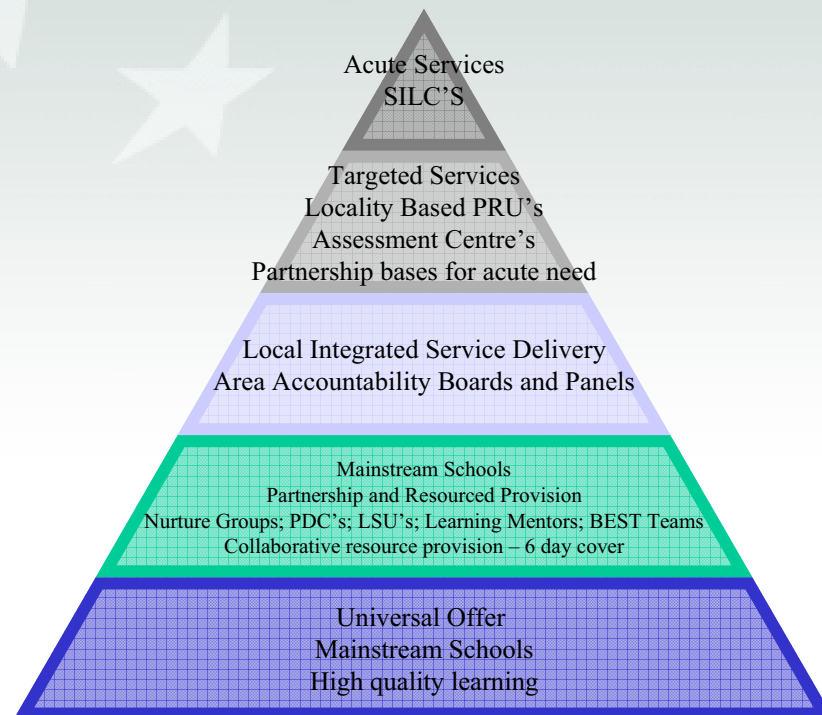 Acute Services
SILC'S
Targeted Services
Locality Based PRU's
Assessment Centre's
Partnership bases for acute need
Local Integrated Service Delivery
Area Accountability Boards and Panels
Mainstream Schools
Partnership and Resourced Provision
Nurture Groups; PDC's; LSU's; Learning Mentors; BEST Teams
Collaborative resource provision – 6 day cover
Universal Offer
Mainstream Schools
High quality learning